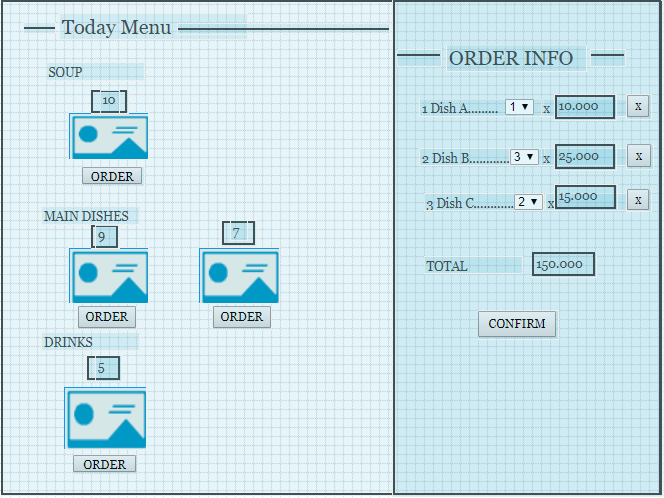 Today Menu
SOUP
10
ORDER
MAIN DISHES
9
7
ORDER
ORDER
DRINKS
5
ORDER
ORDER INFO
1 Dish A......... 1 x 10.000 x
2 Dish B............ 3 x 25.000 x
3 Dish C............ 2 x 15.000 x
TOTAL 150.000
CONFIRM